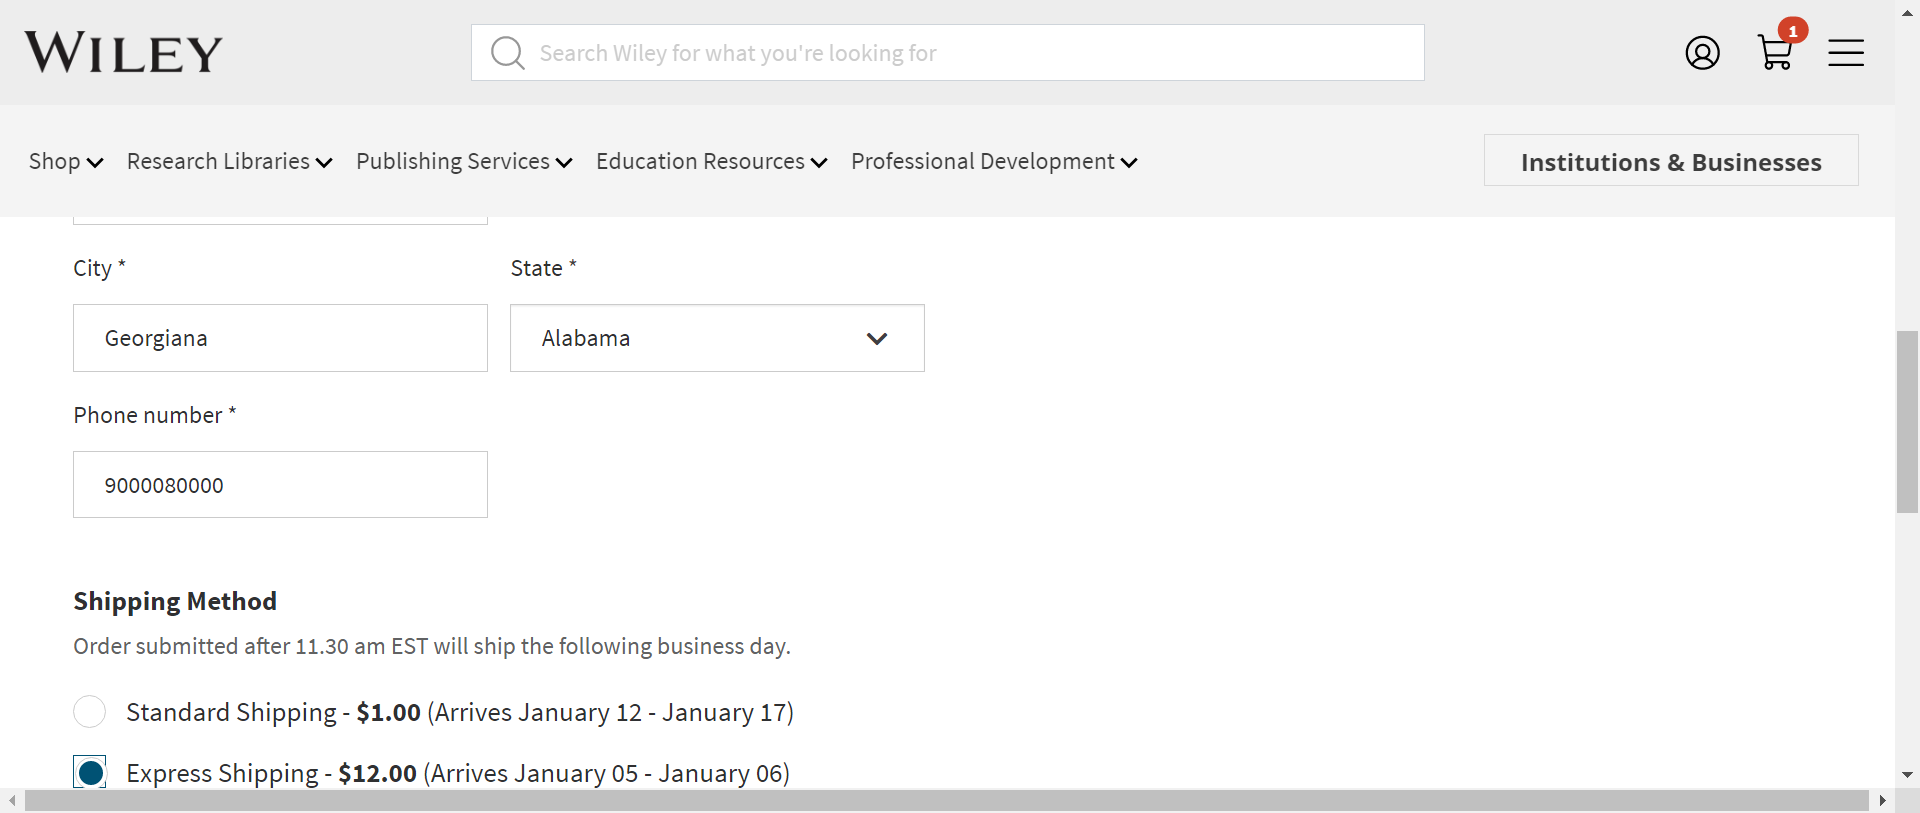 WILEY
Search Wiley for what you're looking for
1
Shop Research Libraries Publishing Services Education Resources Professional Development
Institutions & Businesses
City * State *
Georgiana Alabama
Phone number *
9000080000
Shipping Method
Order submitted after 11.30 am EST will ship the following business day.
Standard Shipping - $1.00 (Arrives January 12 - January 17)
Express Shipping - $12.00 (Arrives January 05 - January 06)